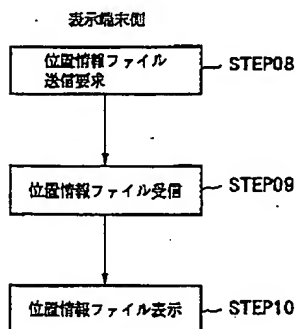 表示端末側
位置情報ファイル
送信要求
STEP08
位置情報ファイル受信
STEP09
位置情報ファイル表示
STEP10